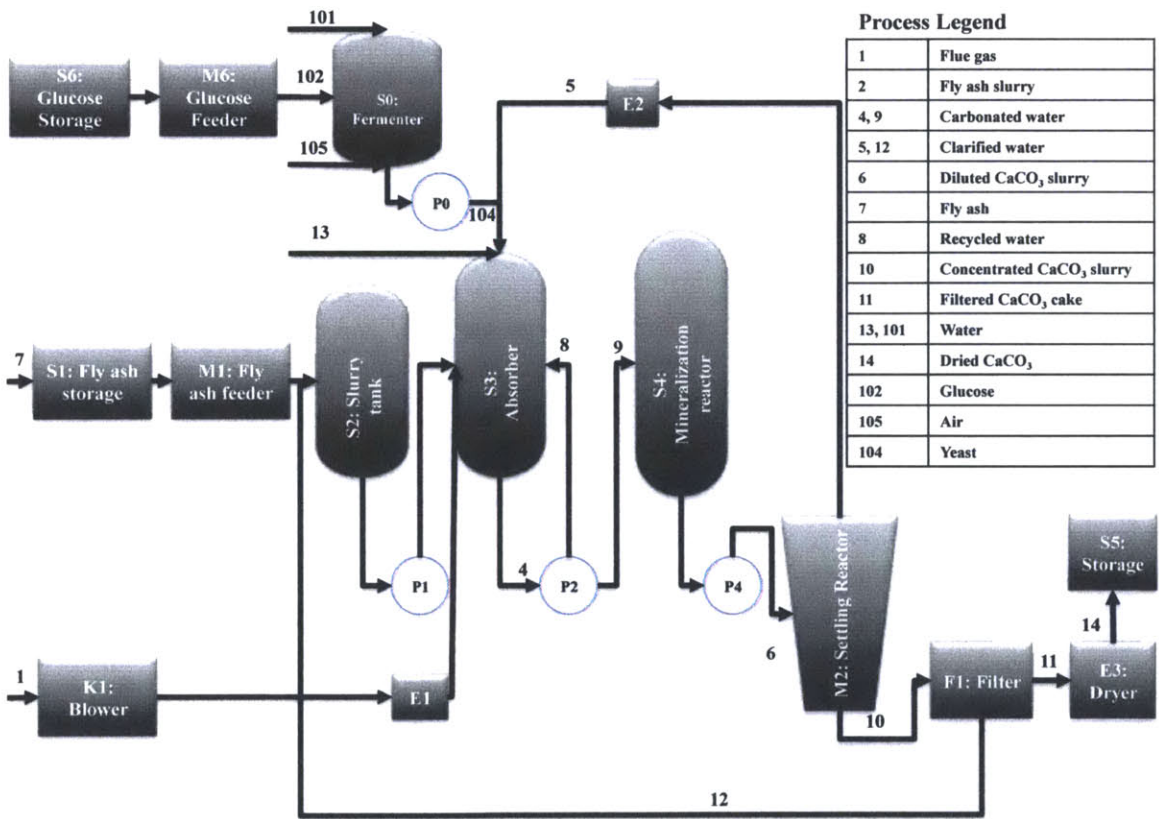 101
Process Legend
1 Flue gas
2 Fly ash slurry
4, 9 Carbonated water
5, 12 Clarified water
6 Diluted CaCO₃ slurry
7 Fly ash
8 Recycled water
10 Concentrated CaCO₃ slurry
11 Filtered CaCO₃ cake
13, 101 Water
14 Dried CaCO₃
102 Glucose
105 Air
104 Yeast
S6:
Glucose
Storage
M6:
Glucose
Feeder
102
S0:
Fermenter
105
P0
104
5
E2
13
7
S1: Fly ash
storage
M1: Fly
ash feeder
S2: Slurry
tank
S3:
Absorber
8
9
S4:
Mineralization
reactor
P1
4
P2
P4
6
M2: Settling Reactor
S5:
Storage
14
1
K1:
Blower
E1
10
F1: Filter
11
E3:
Dryer
12